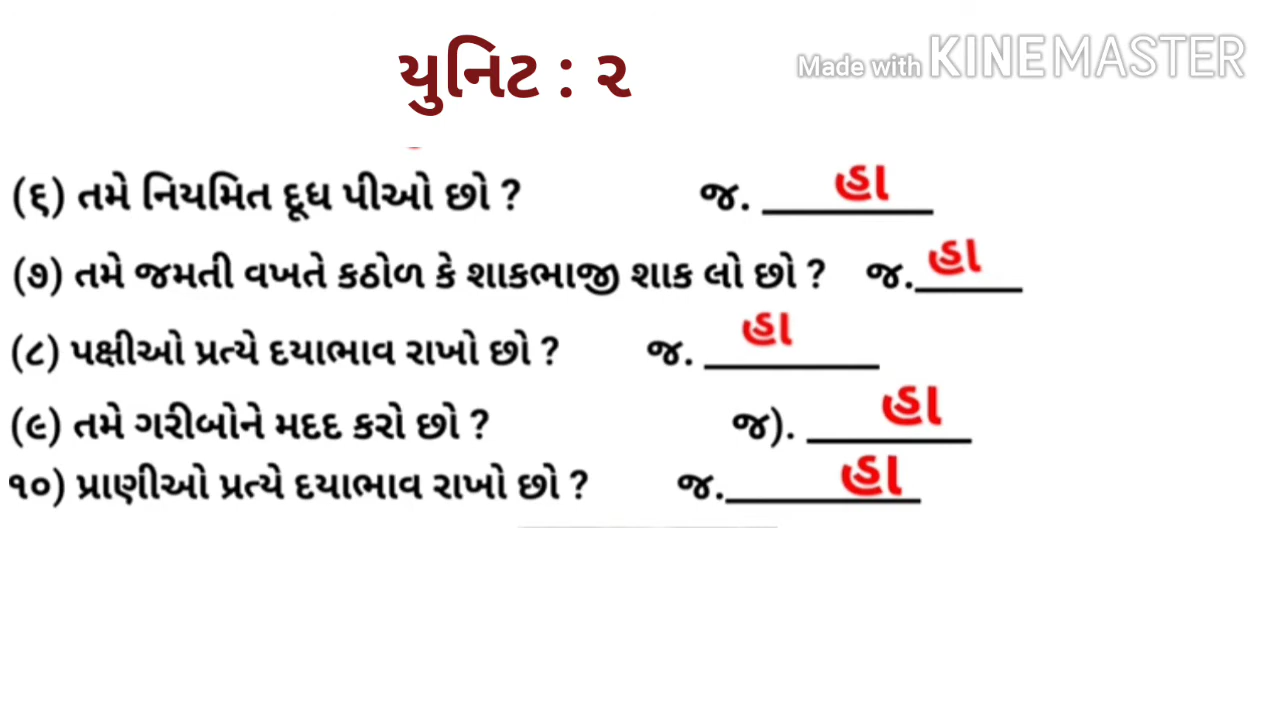 યુનિટ : ૨
Made with KINEMASTER
(૬) તમે નિયમિત દૂધ પીઓ છો ? જ. હા
(૭) તમે જમતી વખતે કઠોળ કે શાકભાજી શાક લો છો ? જ. હા
(૮) પક્ષીઓ પ્રત્યે દયાભાવ રાખો છો ? જ. હા
(૯) તમે ગરીબોને મદદ કરો છો ? જ). હા
૧૦) પ્રાણીઓ પ્રત્યે દયાભાવ રાખો છો ? જ. હા